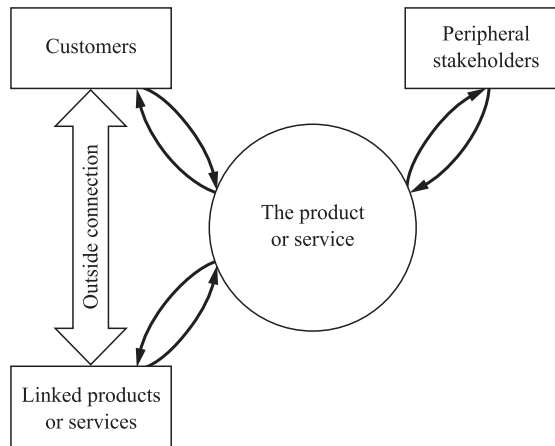 Customers
Peripheral
stakeholders
Outside connection
The product
or service
Linked products
or services